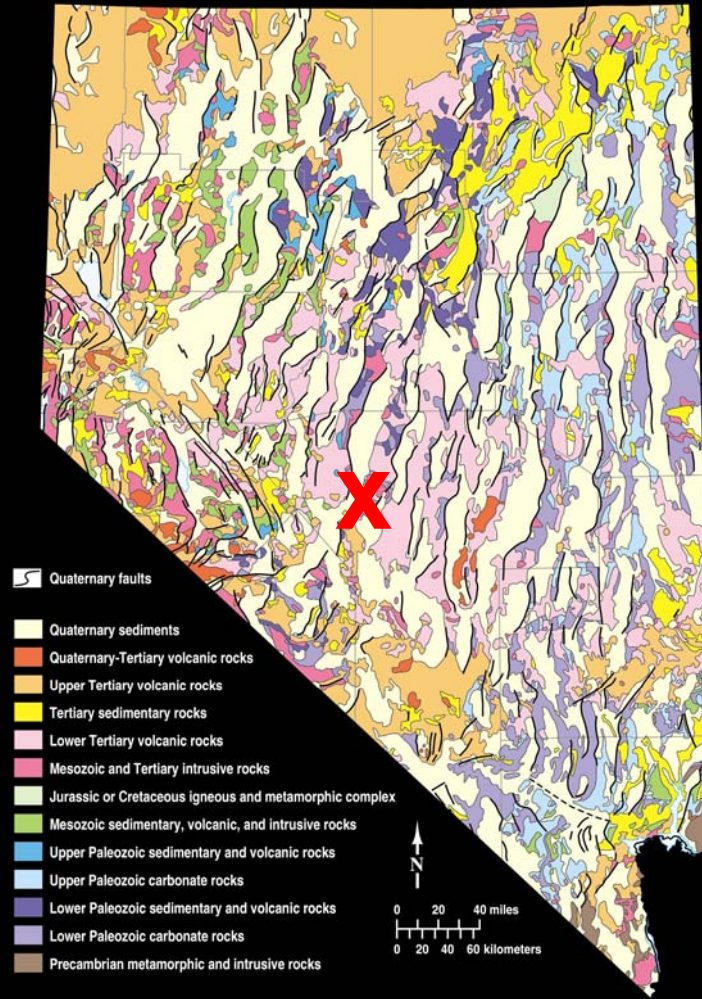 X
Quaternary faults
Quaternary sediments
Quaternary-Tertiary volcanic rocks
Upper Tertiary volcanic rocks
Tertiary sedimentary rocks
Lower Tertiary volcanic rocks
Mesozoic and Tertiary intrusive rocks
Jurassic or Cretaceous igneous and metamorphic complex
Mesozoic sedimentary, volcanic, and intrusive rocks
Upper Paleozoic sedimentary and volcanic rocks
Upper Paleozoic carbonate rocks
Lower Paleozoic sedimentary and volcanic rocks
Lower Paleozoic carbonate rocks
Precambrian metamorphic and intrusive rocks
N
0 20 40 miles
0 20 40 60 kilometers